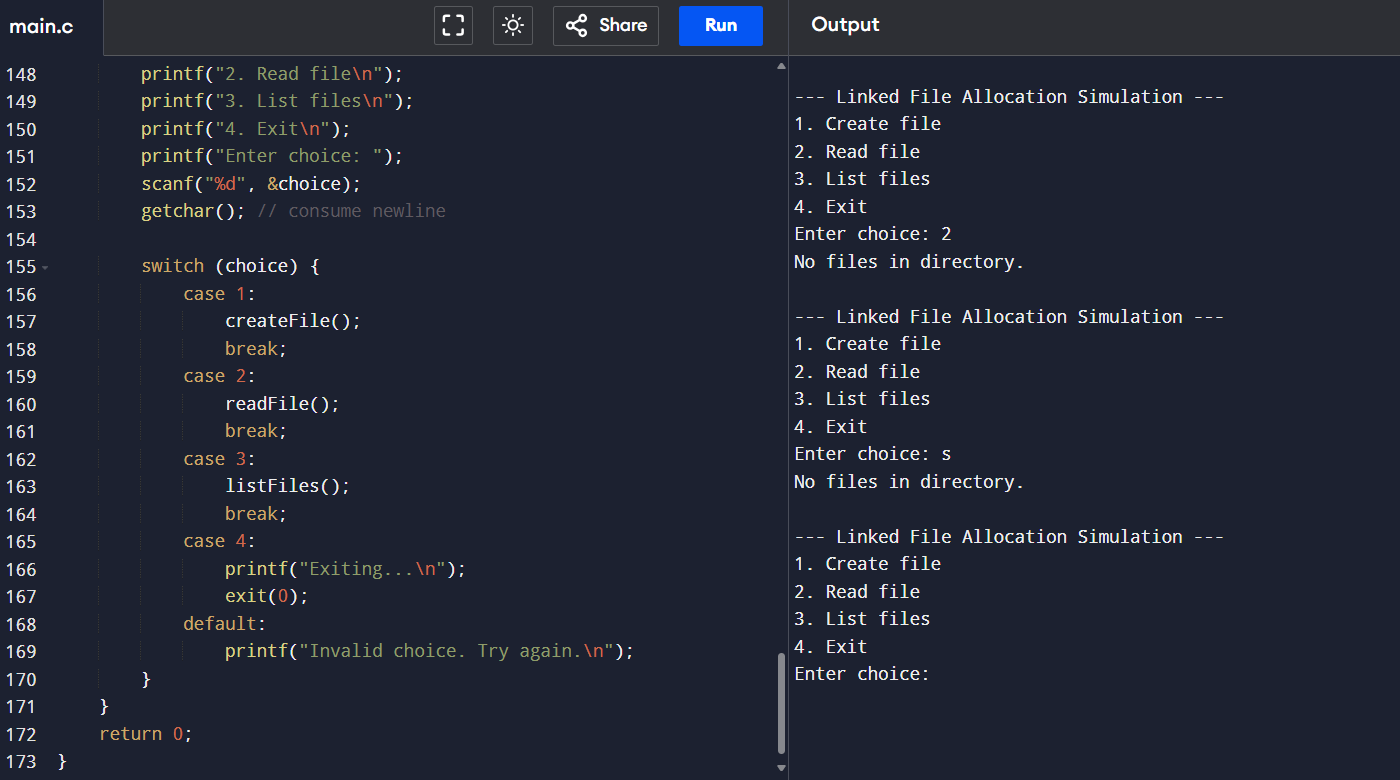 main.c
Share
Run
Output
148 printf("2. Read file\n");
149 printf("3. List files\n");
150 printf("4. Exit\n");
151 printf("Enter choice: ");
152 scanf("%d", &choice);
153 getchar(); // consume newline
154
155 switch (choice) {
156 case 1:
157 createFile();
158 break;
159 case 2:
160 readFile();
161 break;
162 case 3:
163 listFiles();
164 break;
165 case 4:
166 printf("Exiting...\n");
167 exit(0);
168 default:
169 printf("Invalid choice. Try again.\n");
170 }
171 }
172 return 0;
173 }
--- Linked File Allocation Simulation ---
1. Create file
2. Read file
3. List files
4. Exit
Enter choice: 2
No files in directory.
--- Linked File Allocation Simulation ---
1. Create file
2. Read file
3. List files
4. Exit
Enter choice: s
No files in directory.
--- Linked File Allocation Simulation ---
1. Create file
2. Read file
3. List files
4. Exit
Enter choice: